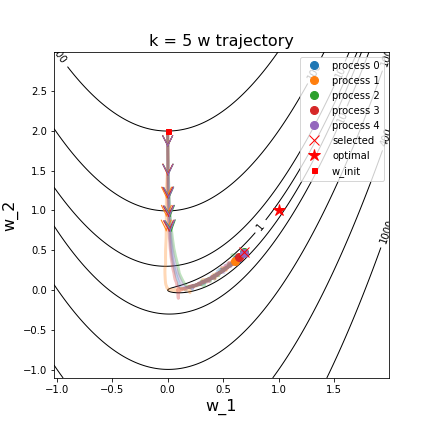 k = 5 w trajectory
process 0
process 1
process 2
process 3
process 4
selected
optimal
w_init
1
w_2
2.5
2.0
1.5
1.0
0.5
0.0
−0.5
−1.0
−1.0
−0.5
0.0
0.5
1.0
1.5
w_1